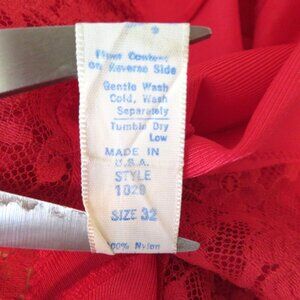 Fiber Content
on Reverse Side
Gentle Wash
Cold, Wash
Separately
Tumble Dry
Low
MADE IN
U.S.A.
STYLE
1029
SIZE 32
100% Nylon